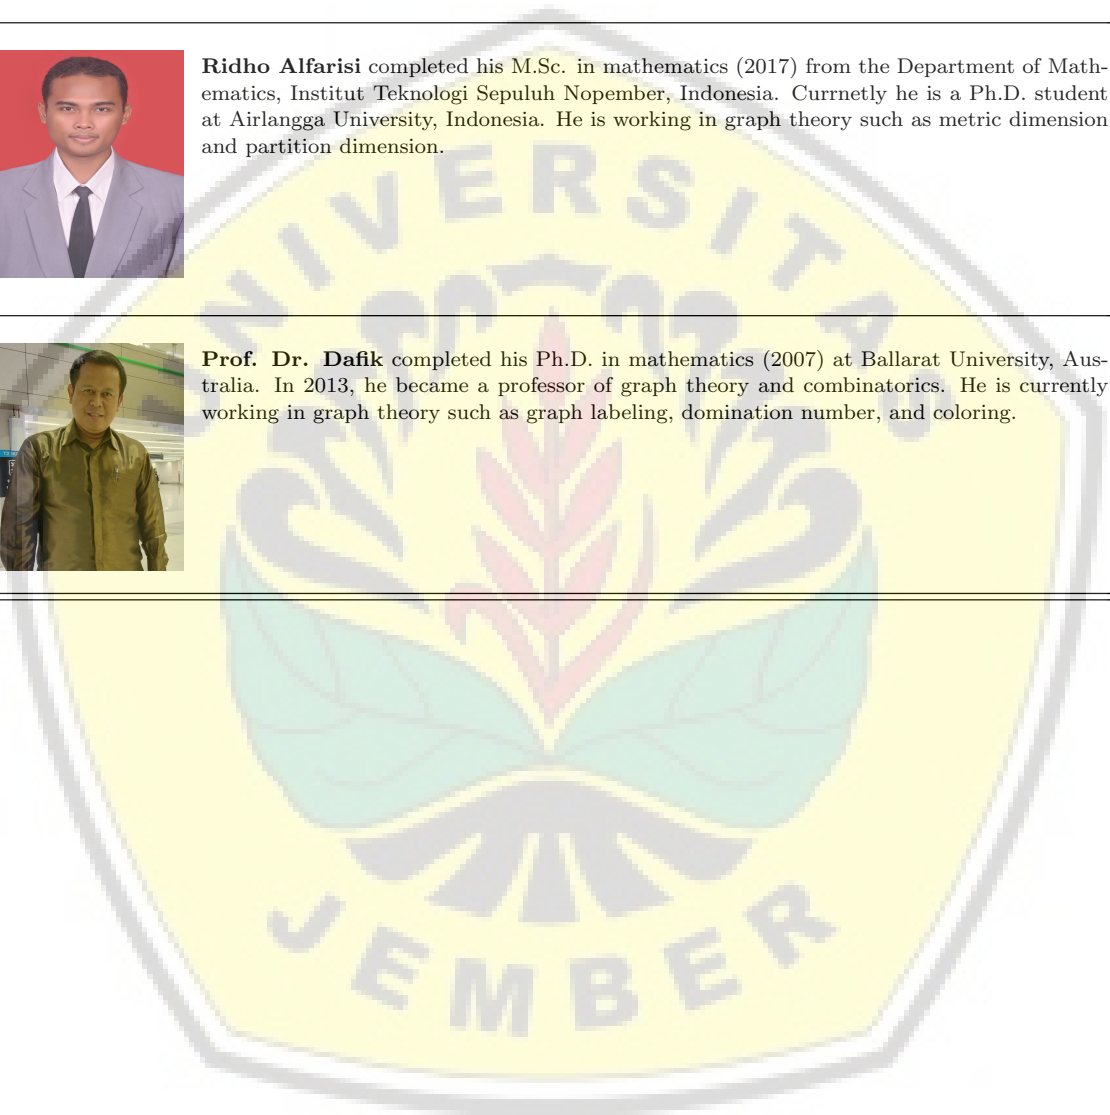 Ridho Alfarisi completed his M.Sc. in mathematics (2017) from the Department of Math-
ematics, Institut Teknologi Sepuluh Nopember, Indonesia. Currnetly he is a Ph.D. student
at Airlangga University, Indonesia. He is working in graph theory such as metric dimension
and partition dimension.
Prof. Dr. Dafik completed his Ph.D. in mathematics (2007) at Ballarat University, Aus-
tralia. In 2013, he became a professor of graph theory and combinatorics. He is currently
working in graph theory such as graph labeling, domination number, and coloring.
UNIVERSITAS
JEMBER